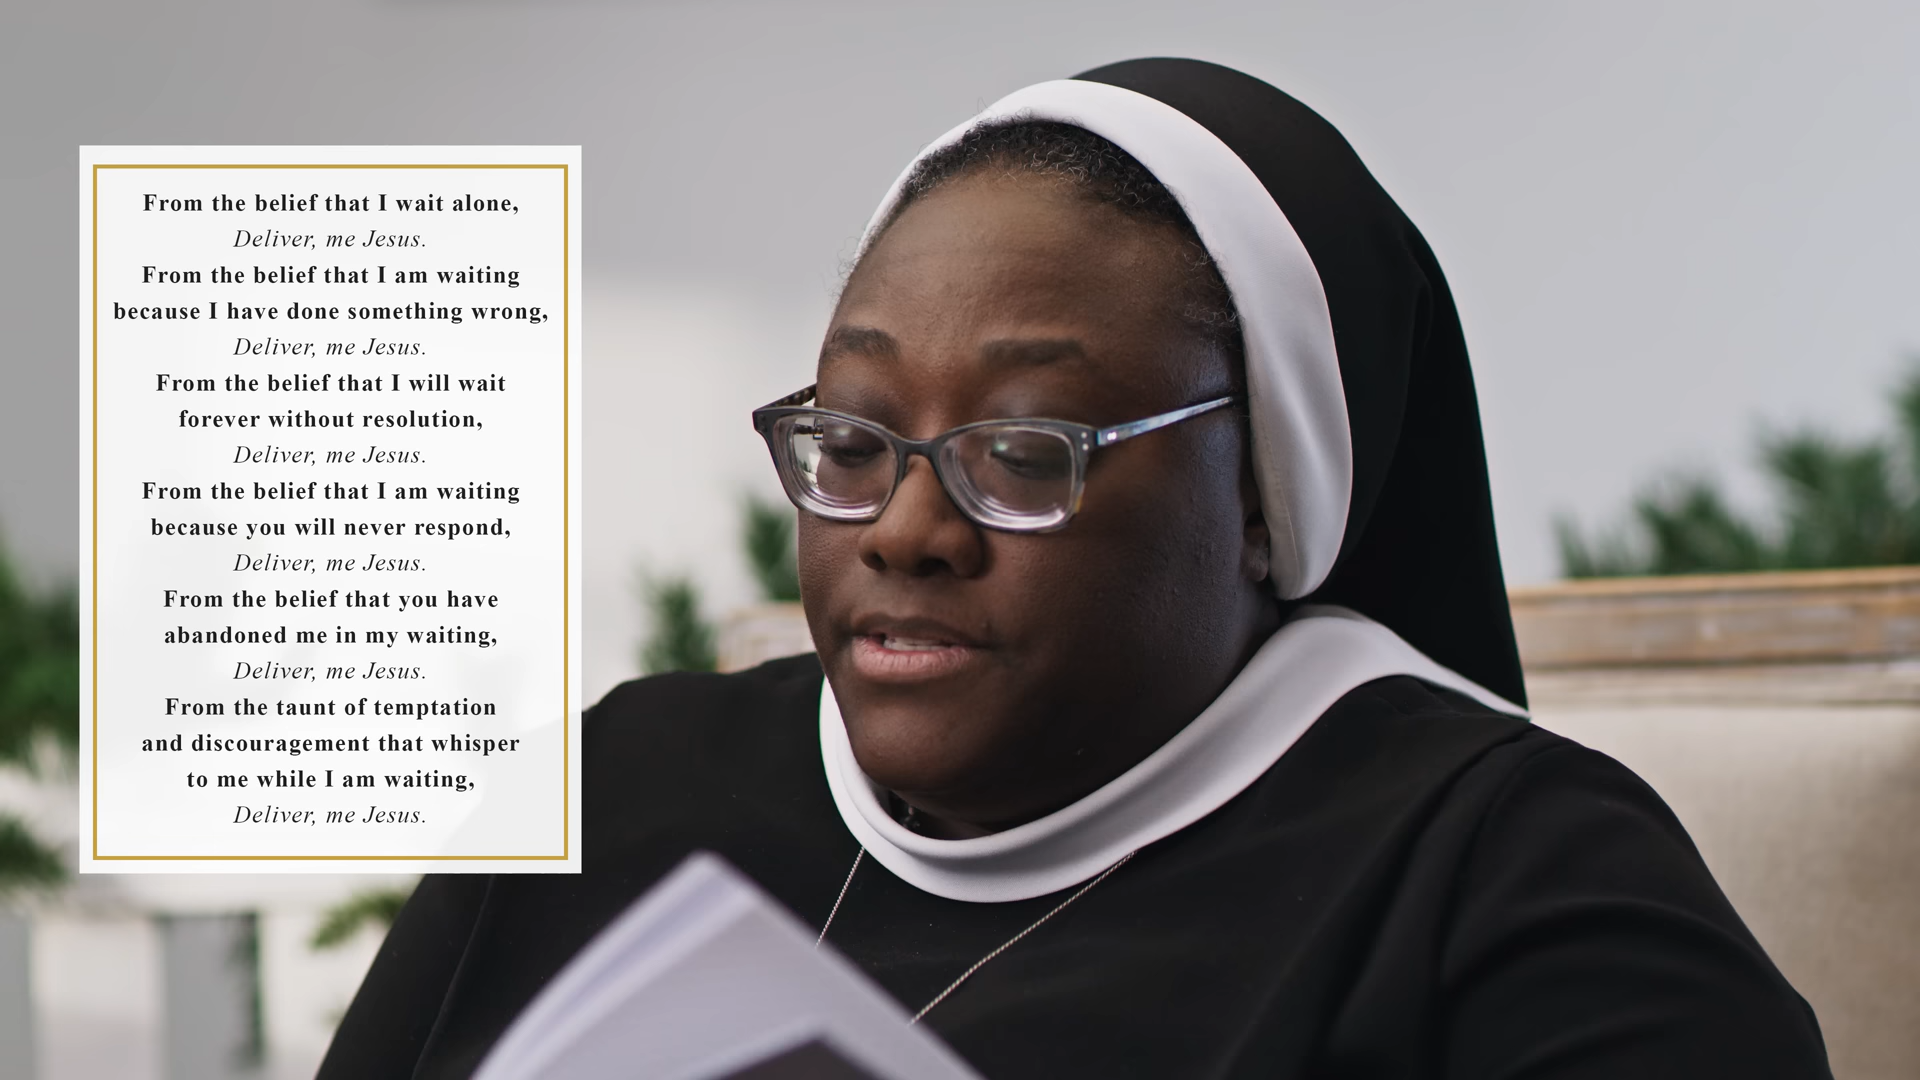 From the belief that I wait alone,
Deliver, me Jesus.
From the belief that I am waiting
because I have done something wrong,
Deliver, me Jesus.
From the belief that I will wait
forever without resolution,
Deliver, me Jesus.
From the belief that I am waiting
because you will never respond,
Deliver, me Jesus.
From the belief that you have
abandoned me in my waiting,
Deliver, me Jesus.
From the taunt of temptation
and discouragement that whisper
to me while I am waiting,
Deliver, me Jesus.